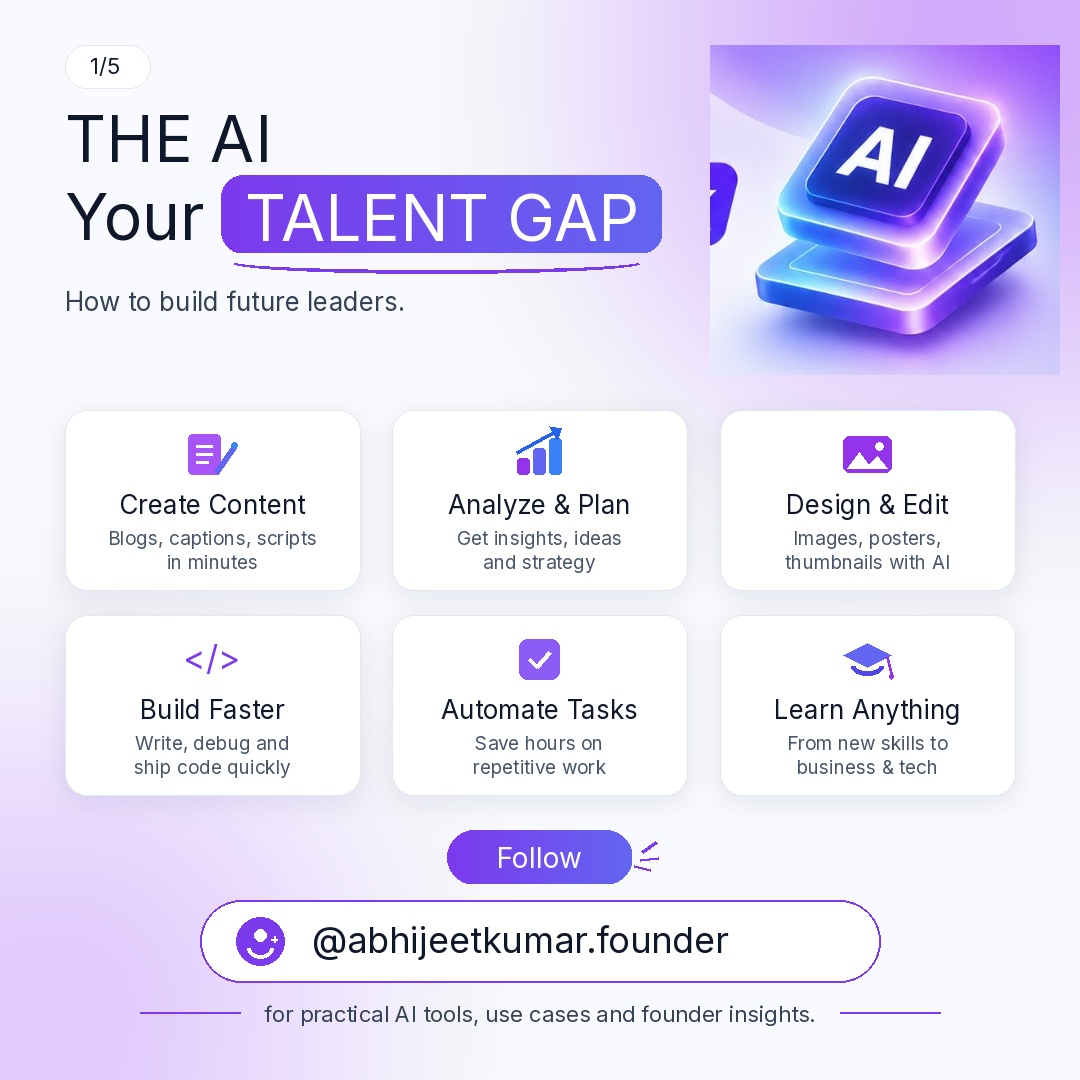 1/5
THE AI
Your TALENT GAP
How to build future leaders.
AI
Create Content
Blogs, captions, scripts
in minutes
Analyze & Plan
Get insights, ideas
and strategy
Design & Edit
Images, posters,
thumbnails with AI
</>
Build Faster
Write, debug and
ship code quickly
Automate Tasks
Save hours on
repetitive work
Learn Anything
From new skills to
business & tech
Follow
@abhijeetkumar.founder
for practical AI tools, use cases and founder insights.